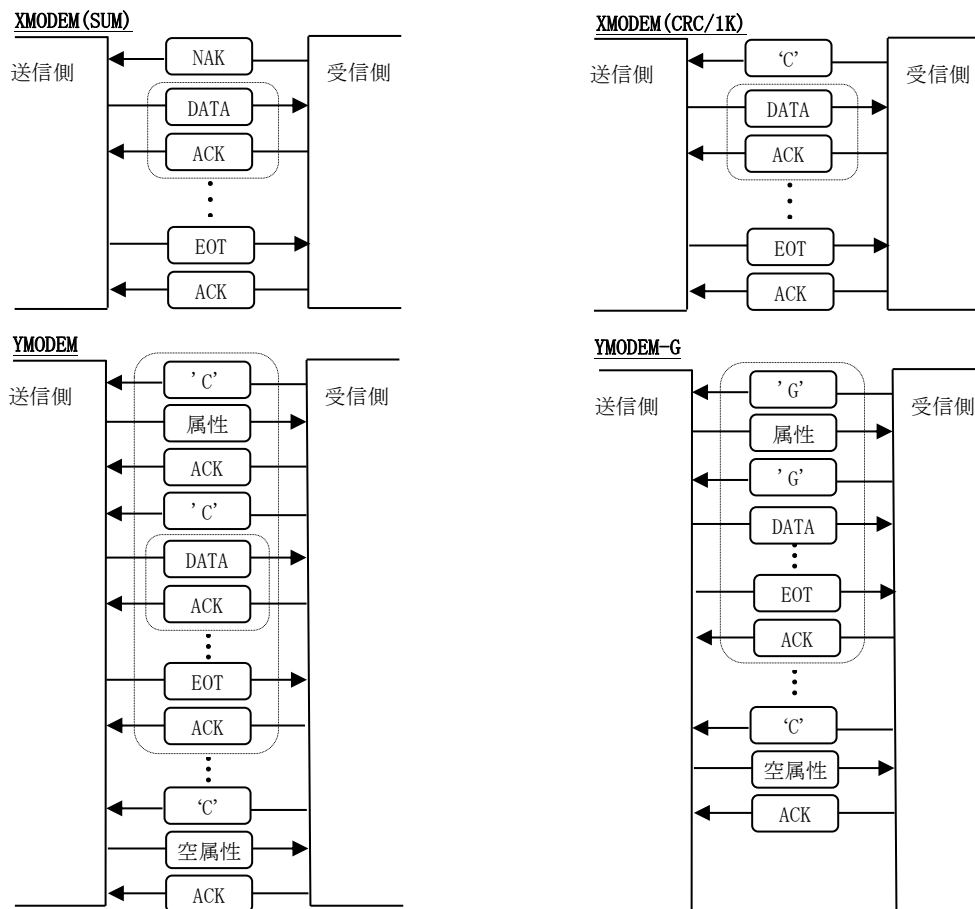 XMODEM(SUM)
送信側
NAK
受信側
DATA
ACK
EOT
ACK
XMODEM(CRC/1K)
送信側
‘C’
受信側
DATA
ACK
EOT
ACK
YMODEM
送信側
’C’
受信側
属性
ACK
’C’
DATA
ACK
EOT
ACK
‘C’
空属性
ACK
YMODEM-G
送信側
’G’
受信側
属性
’G’
DATA
EOT
ACK
‘C’
空属性
ACK